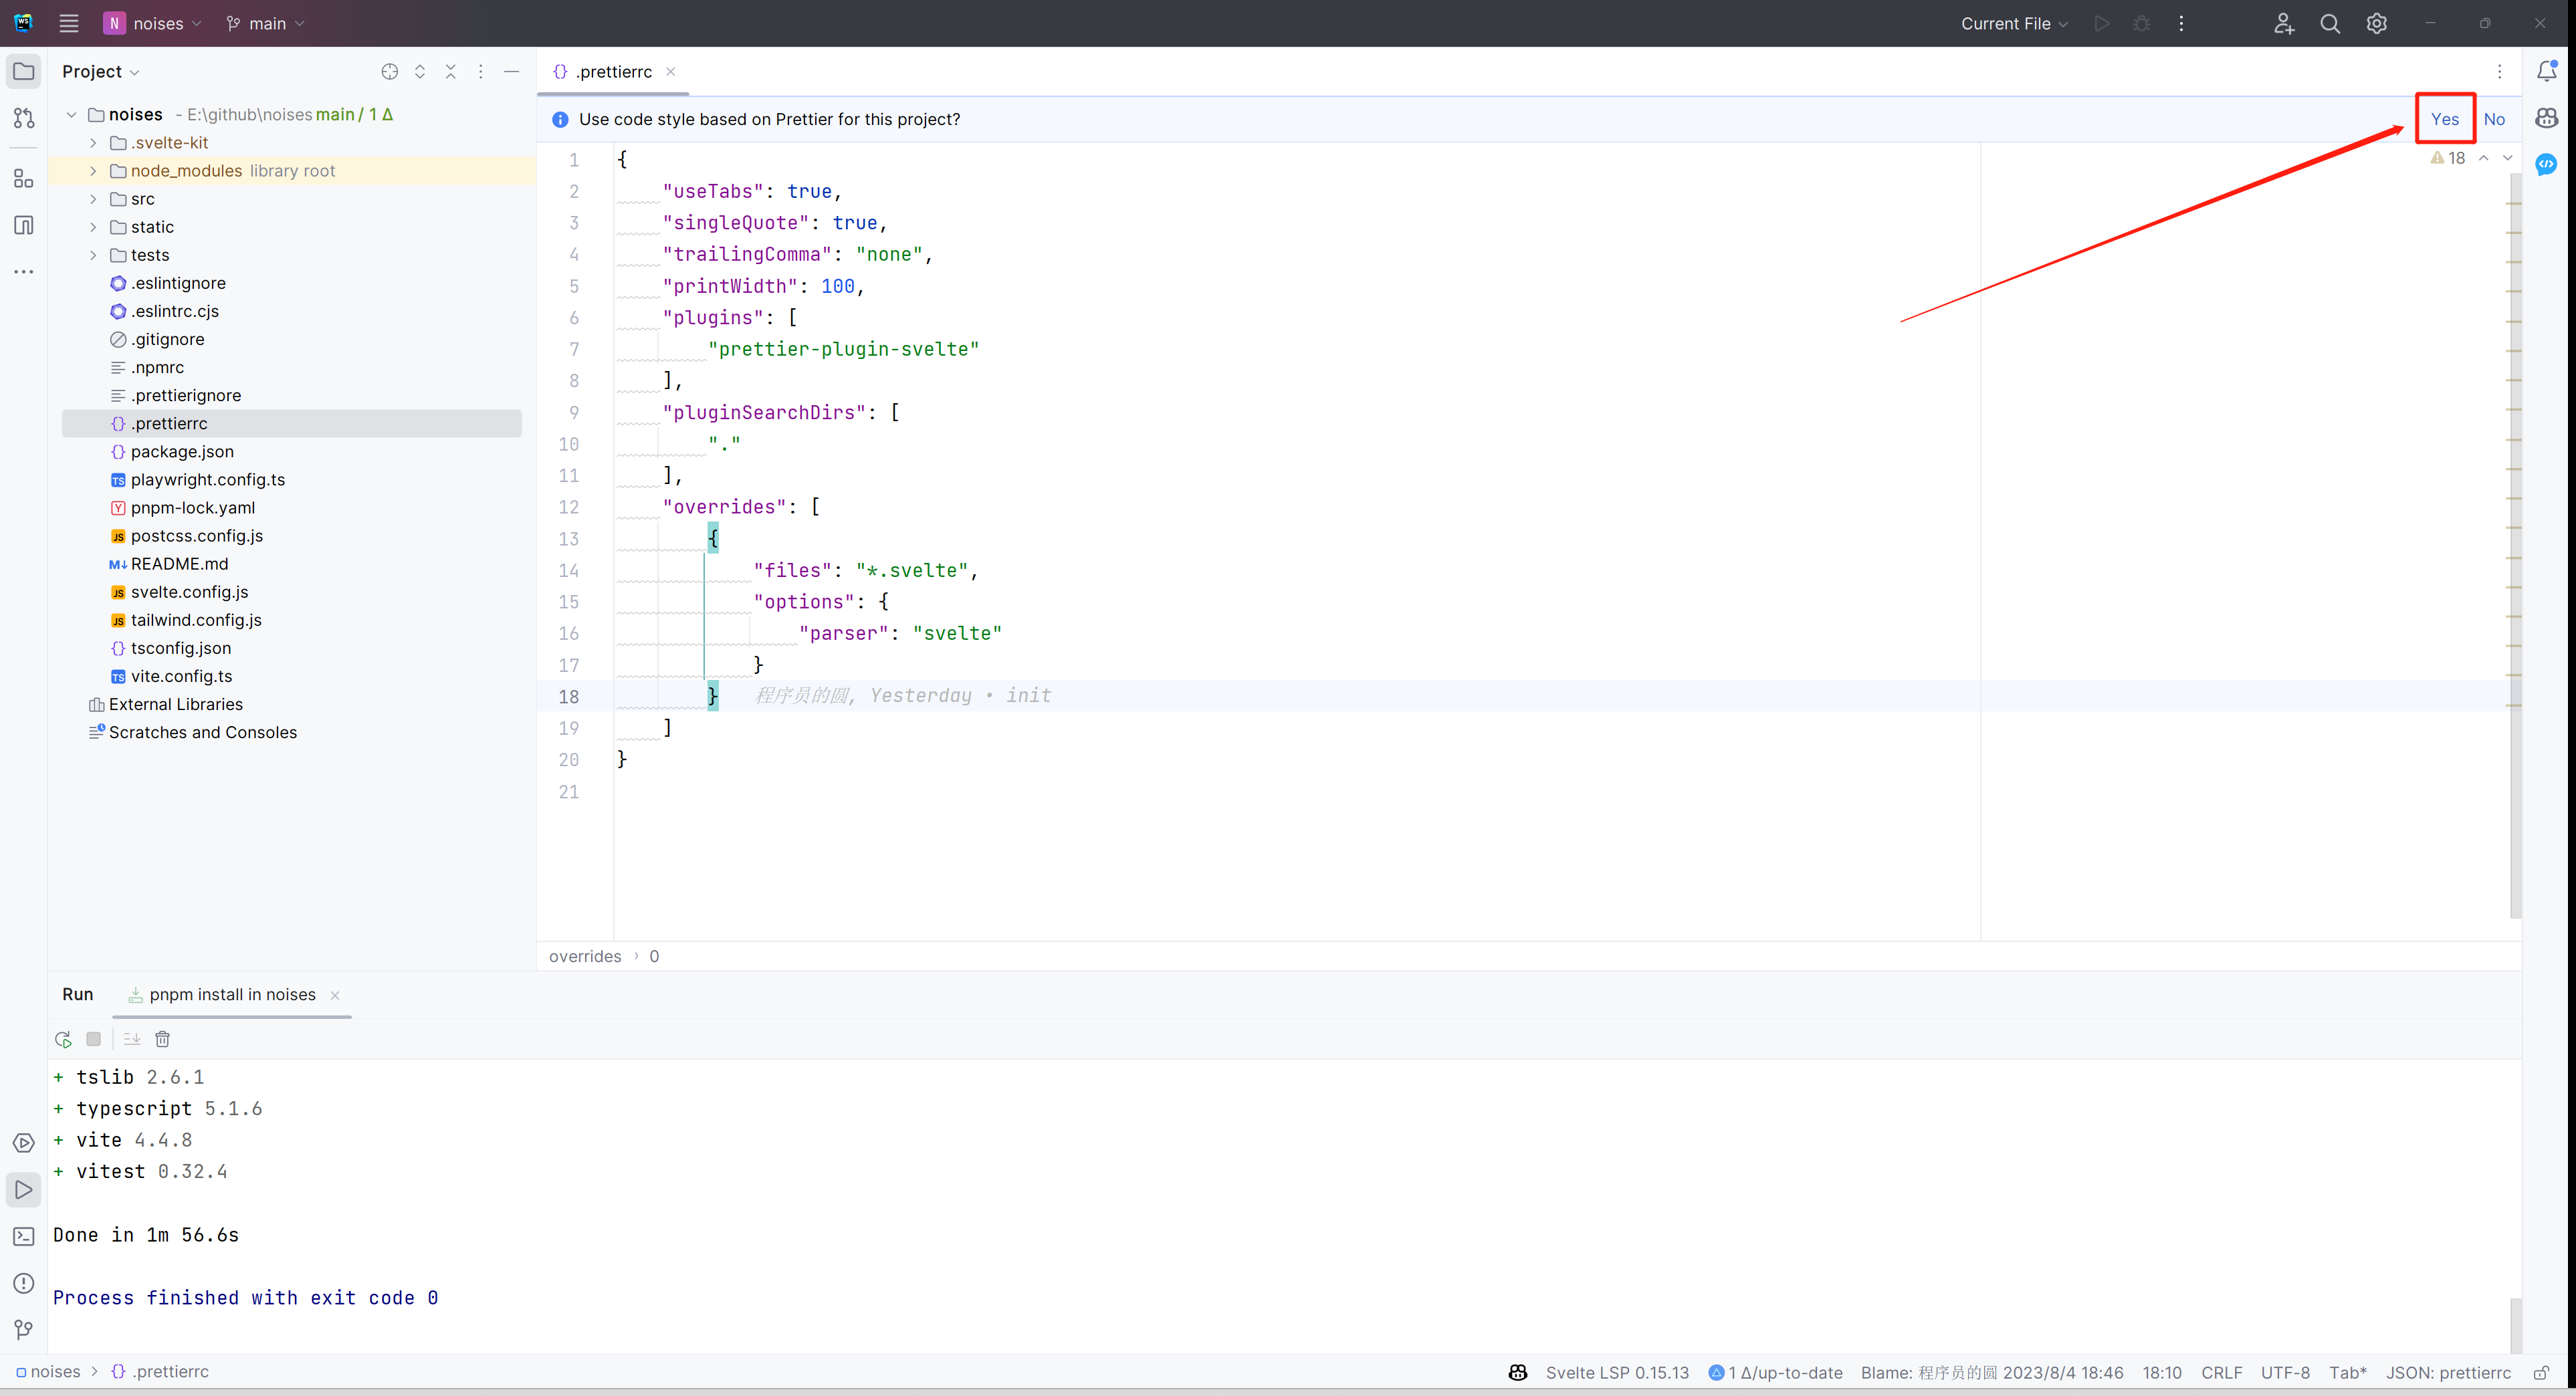 WS
N noises main Current File
Project
noises - E:\github\noises main / 1 Δ
.svelte-kit
node_modules library root
src
static
tests
.eslintignore
.eslintrc.cjs
.gitignore
.npmrc
.prettierignore
.prettierrc
package.json
TS playwright.config.ts
Y pnpm-lock.yaml
JS postcss.config.js
M↓ README.md
JS svelte.config.js
JS tailwind.config.js
tsconfig.json
TS vite.config.ts
External Libraries
Scratches and Consoles
{} .prettierrc
Use code style based on Prettier for this project? Yes No
18
1 {
2 "useTabs": true,
3 "singleQuote": true,
4 "trailingComma": "none",
5 "printWidth": 100,
6 "plugins": [
7 "prettier-plugin-svelte"
8 ],
9 "pluginSearchDirs": [
10 "."
11 ],
12 "overrides": [
13 {
14 "files": "*.svelte",
15 "options": {
16 "parser": "svelte"
17 }
18 } 程序员的圆, Yesterday • init
19 ]
20 }
21
overrides › 0
Run pnpm install in noises
+ tslib 2.6.1
+ typescript 5.1.6
+ vite 4.4.8
+ vitest 0.32.4
Done in 1m 56.6s
Process finished with exit code 0
noises › {} .prettierrc
Svelte LSP 0.15.13 1 Δ/up-to-date Blame: 程序员的圆 2023/8/4 18:46 18:10 CRLF UTF-8 Tab* JSON: prettierrc